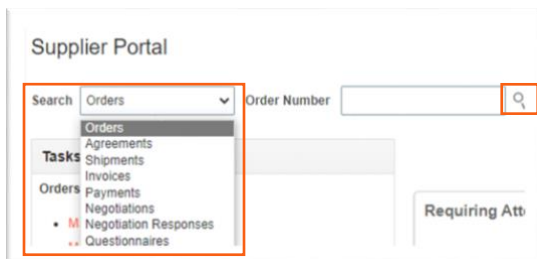 Supplier Portal
Search Orders Order Number
Orders
Agreements
Tasks Shipments
Invoices
Orders Payments
Negotiations
Requiring Att
M Negotiation Responses
Questionnaires